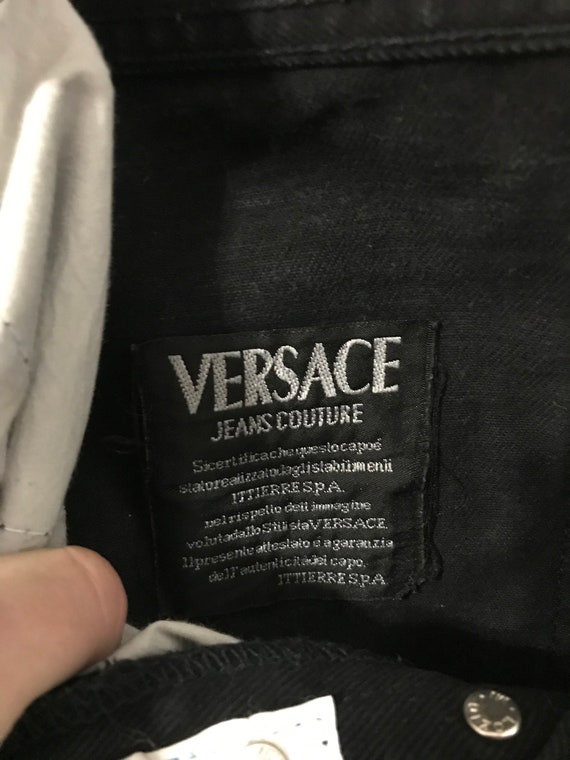 VERSACE
JEANS COUTURE
Si certifica che questo capo é
stato realizzato dagli stabilimenti
ITTIERRE S.P.A.
nel rispetto dell'immagine
voluta dallo Stilista VERSACE.
Il presente attestato é a garanzia
dell'autenticità del capo.
ITTIERRE S.P.A